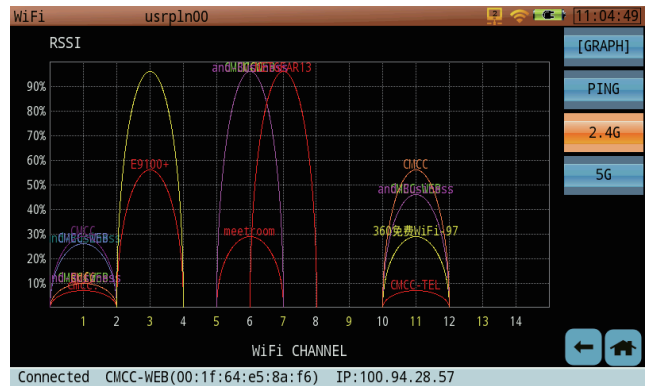 WiFi usrpln00 11:04:49
RSSI
[GRAPH]
PING
2.4G
5G
90%
80%
70%
60%
50%
40%
30%
20%
10%
E9100+
CMCC
meetroom
360免费WiFi-97
CMCC
CMCC-TEL
1 2 3 4 5 6 7 8 9 10 11 12 13 14
WiFi CHANNEL
Connected CMCC-WEB(00:1f:64:e5:8a:f6) IP:100.94.28.57